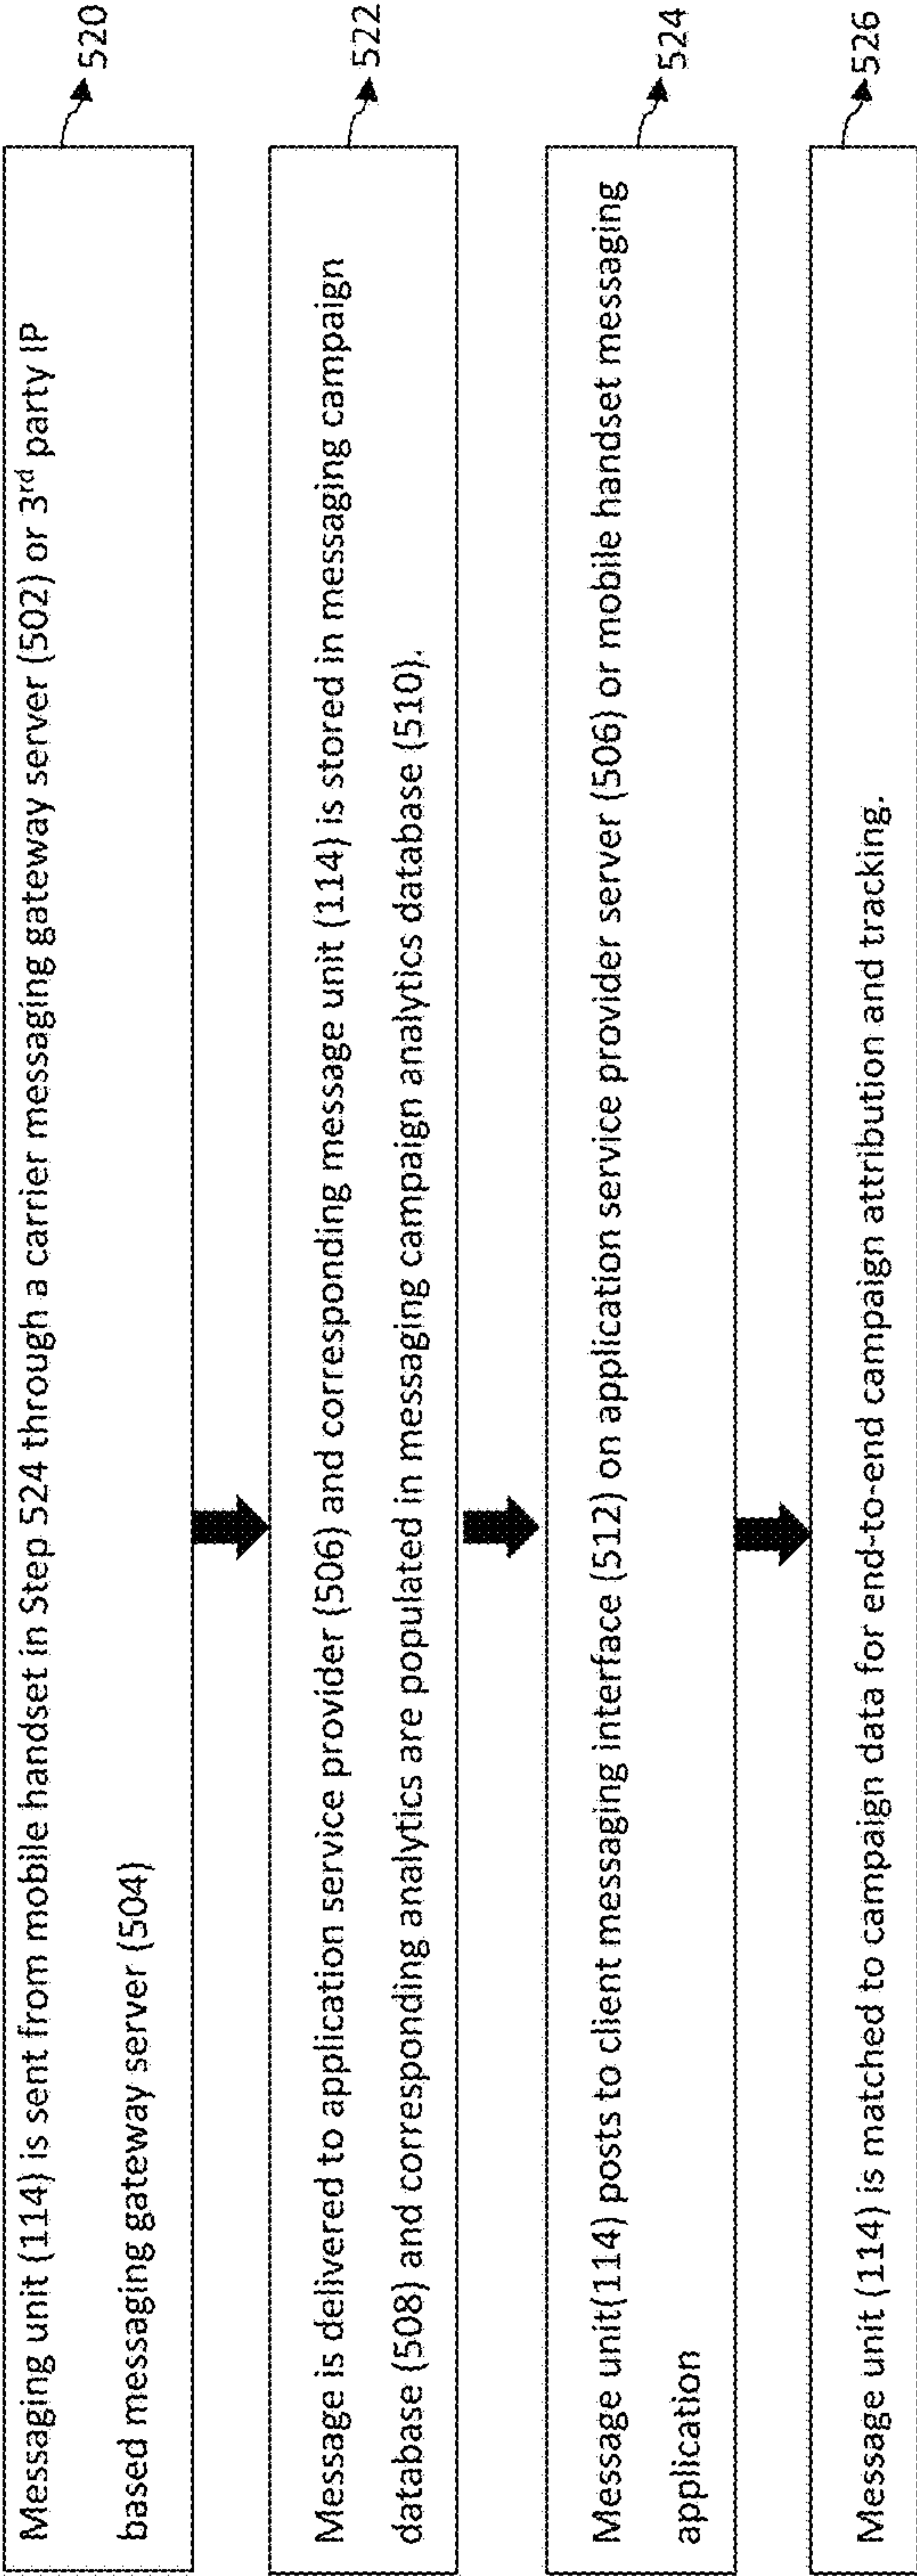 Messaging unit (114) is sent from mobile handset in Step 524 through a carrier messaging gateway server (502) or 3rd party IP
based messaging gateway server (504)
520
Message is delivered to application service provider (506) and corresponding message unit (114) is stored in messaging campaign
database (508) and corresponding analytics are populated in messaging campaign analytics database (510).
522
Message unit(114) posts to client messaging interface (512) on application service provider server (506) or mobile handset messaging
application
524
Message unit (114) is matched to campaign data for end-to-end campaign attribution and tracking.
526